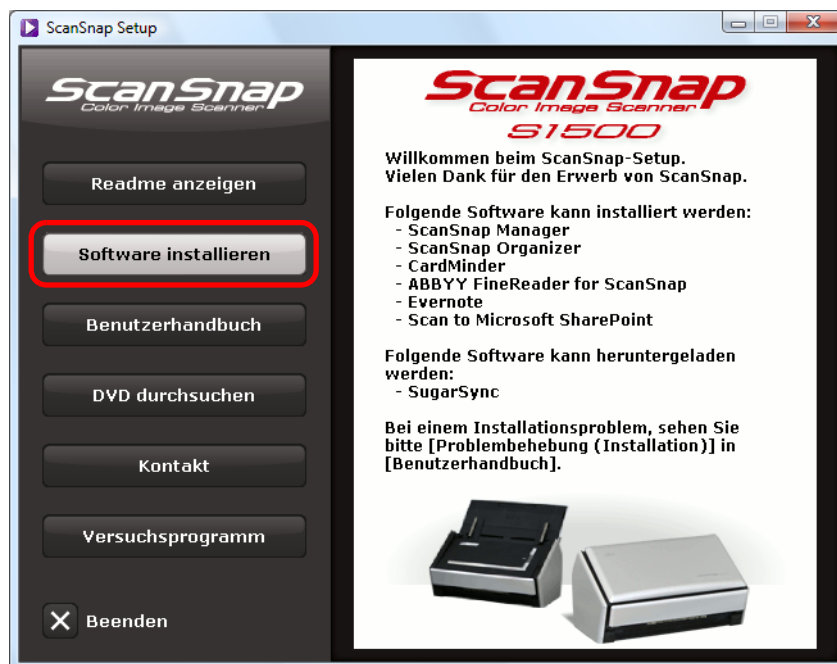 ScanSnap Setup
ScanSnap
Color Image Scanner
Readme anzeigen
Software installieren
Benutzerhandbuch
DVD durchsuchen
Kontakt
Versuchsprogramm
Beenden
ScanSnap
Color Image Scanner
S1500
Willkommen beim ScanSnap-Setup.
Vielen Dank für den Erwerb von ScanSnap.
Folgende Software kann installiert werden:
- ScanSnap Manager
- ScanSnap Organizer
- CardMinder
- ABBYY FineReader for ScanSnap
- Evernote
- Scan to Microsoft SharePoint
Folgende Software kann heruntergeladen
werden:
- SugarSync
Bei einem Installationsproblem, sehen Sie
bitte [Problembehebung (Installation)] in
[Benutzerhandbuch].